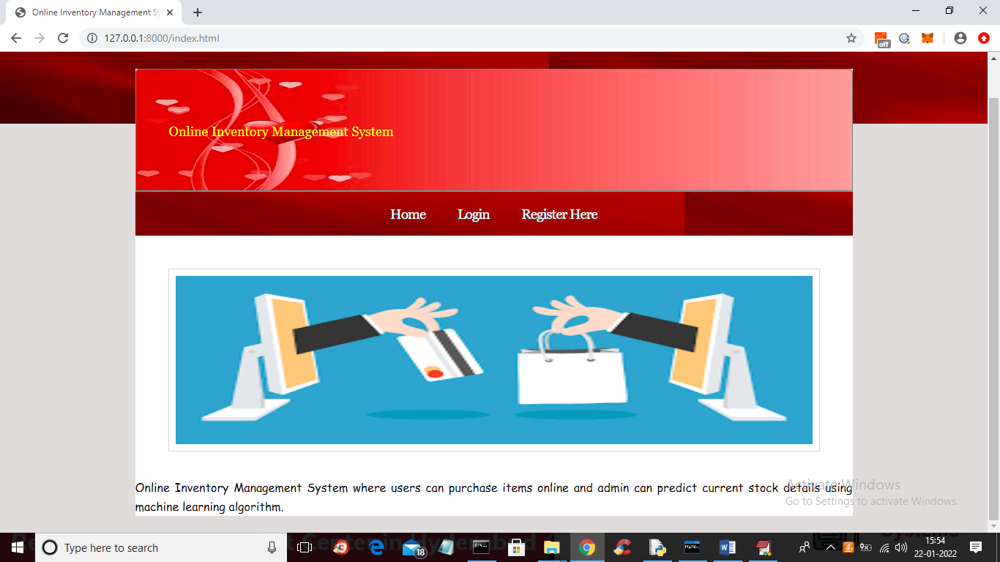 Online Inventory Management Sy
127.0.0.1:8000/index.html
off
Online Inventory Management System
Home Login Register Here
Online Inventory Management System where users can purchase items online and admin can predict current stock details using
machine learning algorithm.
Activate Windows
Go to Settings to activate Windows.
Type here to search
18
MySQL
15:54
22-01-2022